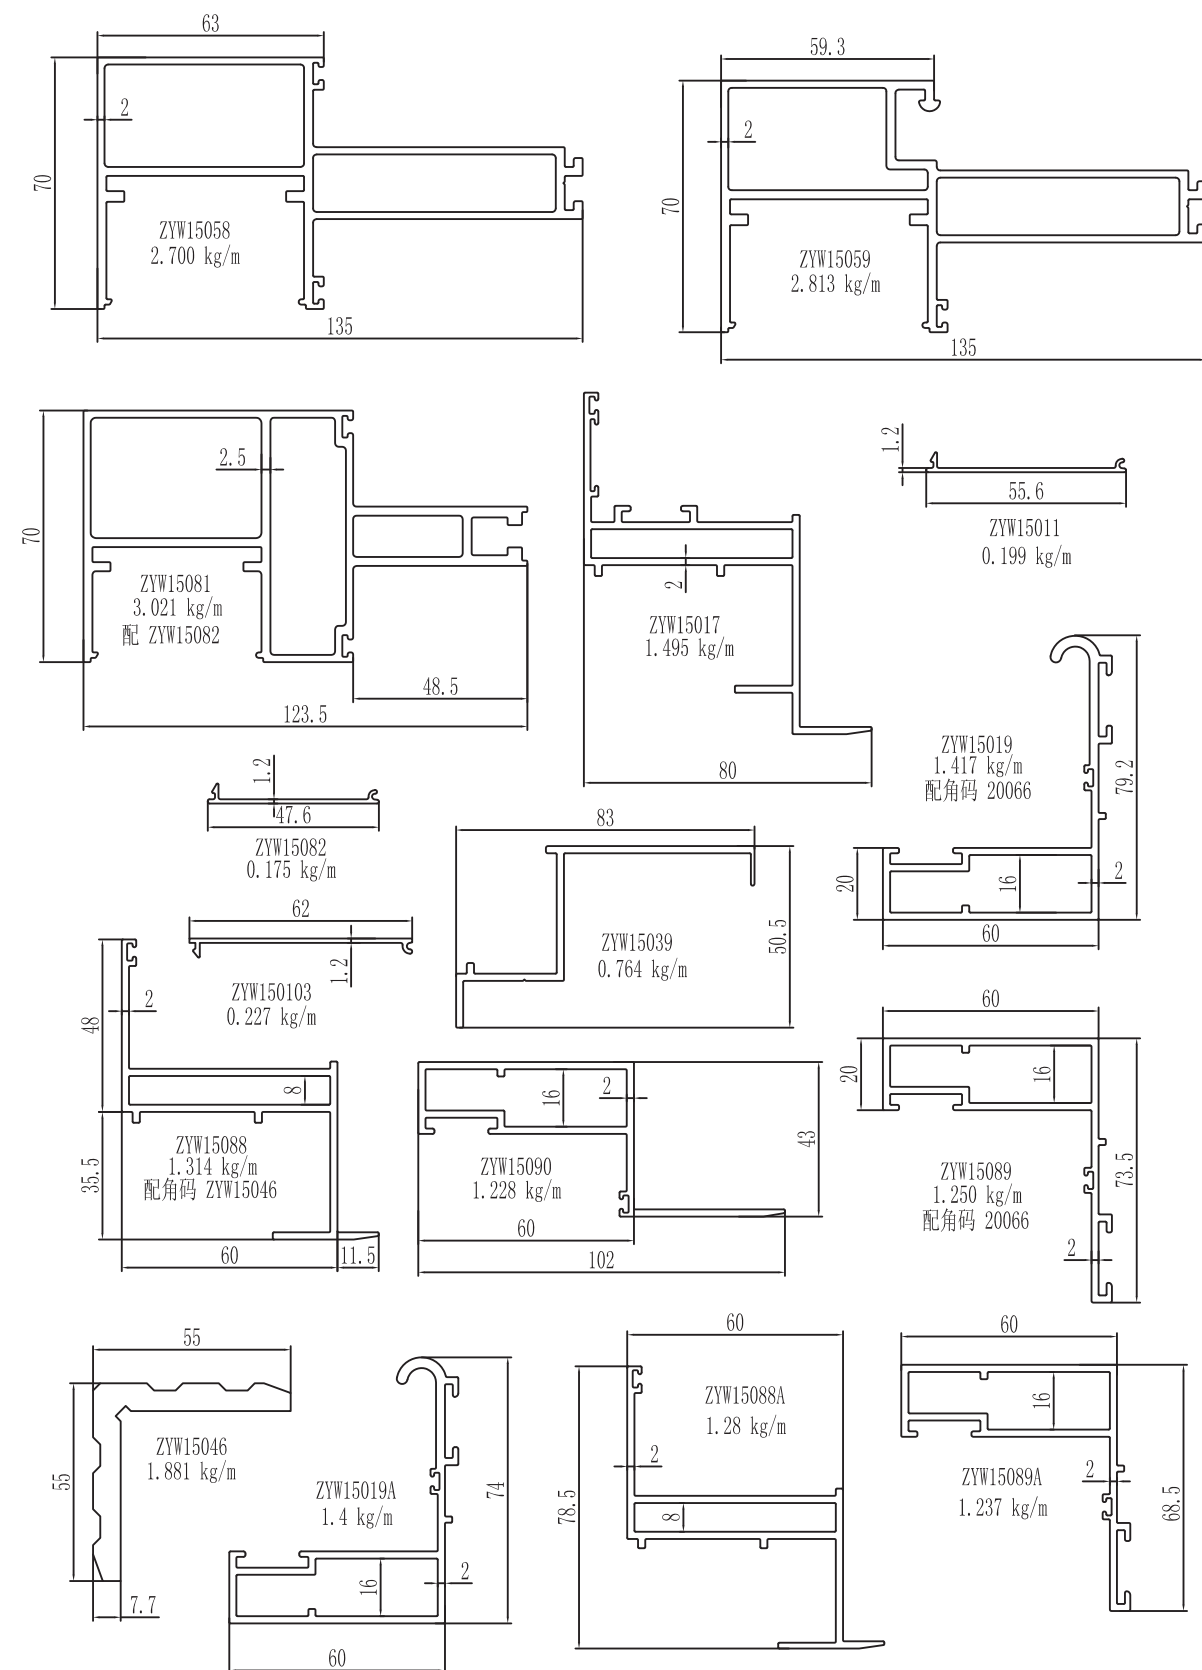 63
2
70
ZYW15058
2.700 kg/m
135
59.3
2
70
ZYW15059
2.813 kg/m
135
2.5
70
ZYW15081
3.021 kg/m
配 ZYW15082
48.5
123.5
2
ZYW15017
1.495 kg/m
80
1.2
55.6
ZYW15011
0.199 kg/m
1.2
47.6
ZYW15082
0.175 kg/m
ZYW15019
1.417 kg/m
配角码 20066
79.2
20
16
2
60
83
50.5
ZYW15039
0.764 kg/m
62
1.2
ZYW150103
0.227 kg/m
48
2
8
35.5
ZYW15088
1.314 kg/m
配角码 ZYW15046
60
11.5
16
2
43
ZYW15090
1.228 kg/m
60
102
60
20
16
73.5
ZYW15089
1.250 kg/m
配角码 20066
2
55
55
ZYW15046
1.881 kg/m
7.7
ZYW15019A
1.4 kg/m
74
16
2
60
60
ZYW15088A
1.28 kg/m
2
78.5
8
60
16
2
68.5
ZYW15089A
1.237 kg/m